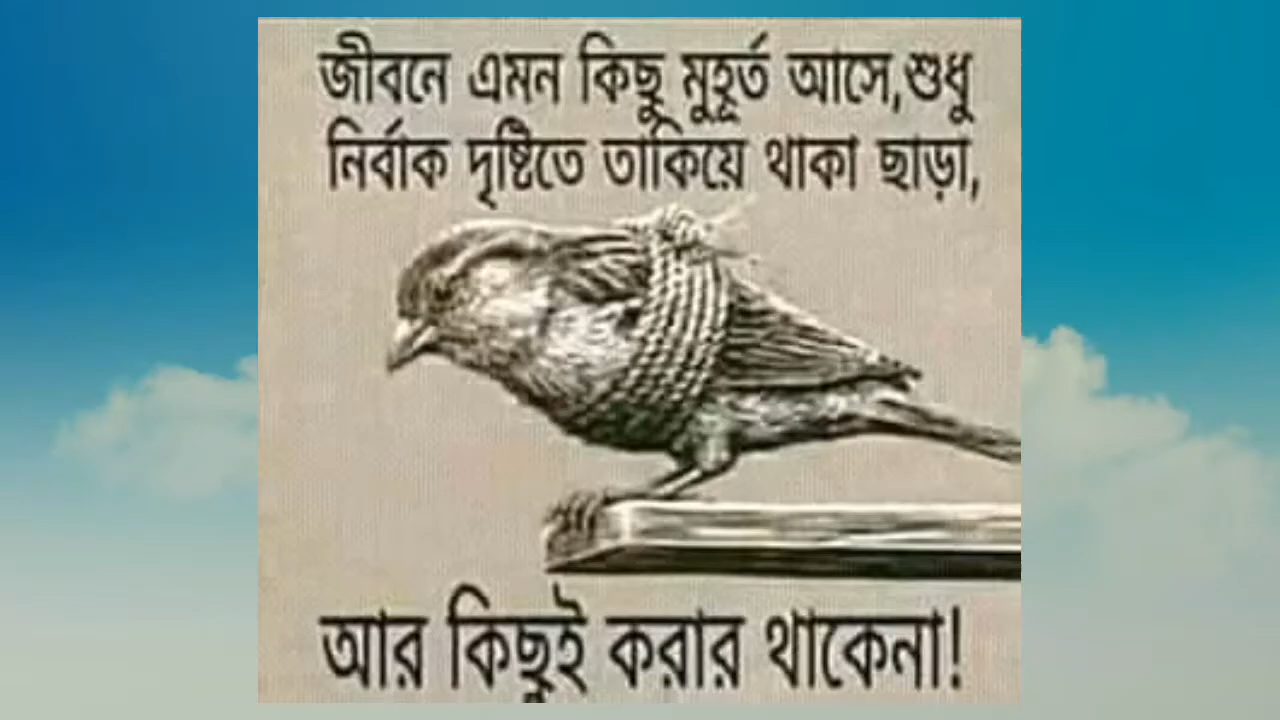 জীবনে এমন কিছু মুহূর্ত আসে,শুধু
নির্বাক দৃষ্টিতে তাকিয়ে থাকা ছাড়া,
আর কিছুই করার থাকেনা!